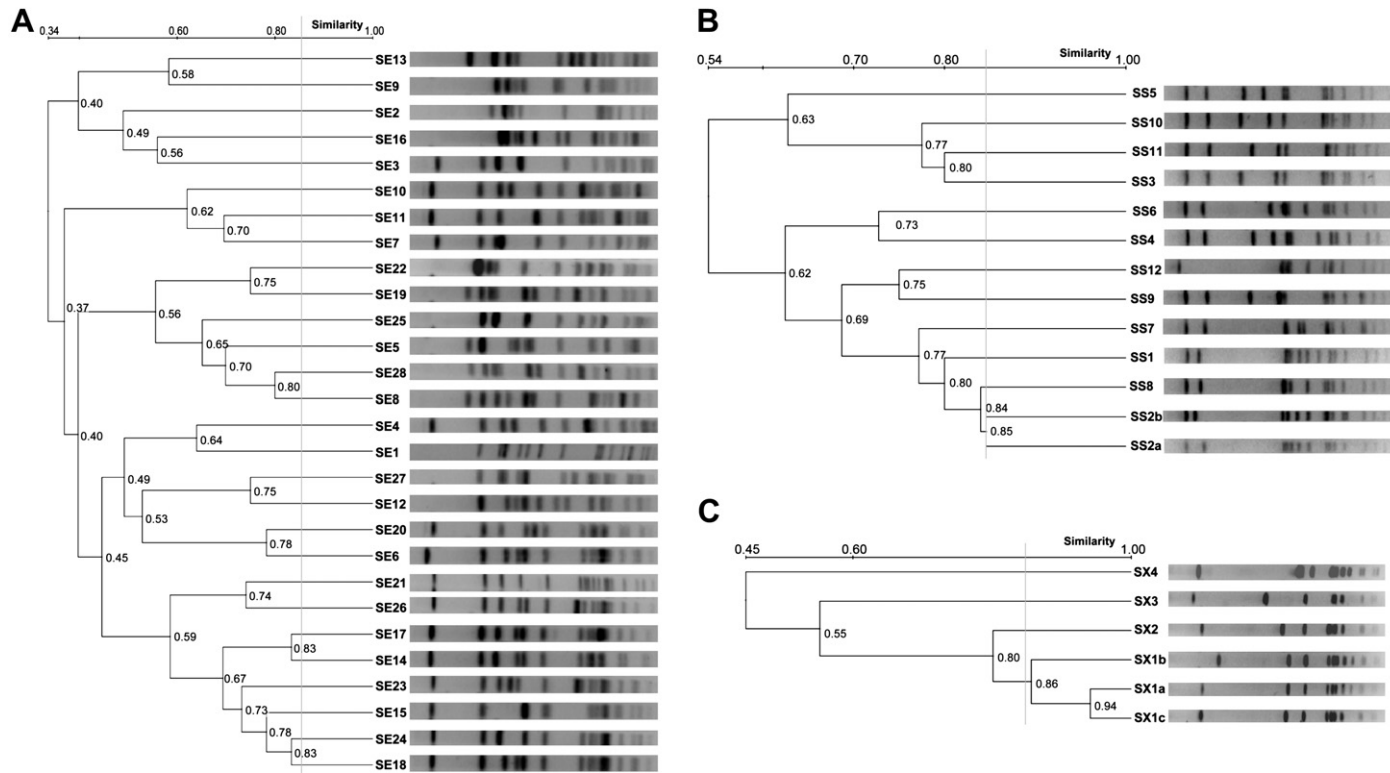 A
Similarity
0.34 0.60 0.80 1.00
SE13
0.58
SE9
0.40
SE2
0.49
SE16
0.56
SE3
SE10
0.62
SE11
0.70
SE7
SE22
0.75
SE19
0.37
0.56
SE25
0.65
SE5
0.70
SE28
0.80
SE8
SE4
0.40
0.64
SE1
0.49
SE27
0.75
SE12
0.53
SE20
0.78
SE6
0.45
SE21
0.74
SE26
0.59
SE17
0.83
SE14
0.67
SE23
0.73
SE15
0.78
SE24
0.83
SE18
B
Similarity
0.54 0.70 0.80 1.00
SS5
0.63
SS10
0.77
SS11
0.80
SS3
SS6
0.73
SS4
0.62
SS12
0.75
SS9
0.69
SS7
0.77
SS1
0.80
SS8
0.84
SS2b
0.85
SS2a
C
Similarity
0.45 0.60 1.00
SX4
SX3
0.55
SX2
0.80
SX1b
0.86
SX1a
0.94
SX1c